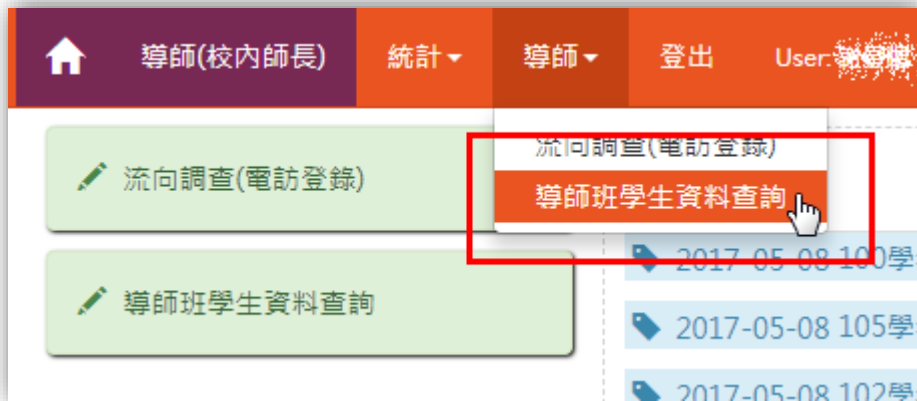 導師(校內師長) 統計 導師 登出 User:
流向調查(電訪登錄)
導師班學生資料查詢
流向調查(電訪登錄)
導師班學生資料查詢
2017-05-08 100學
2017-05-08 105學
2017-05-08 102學